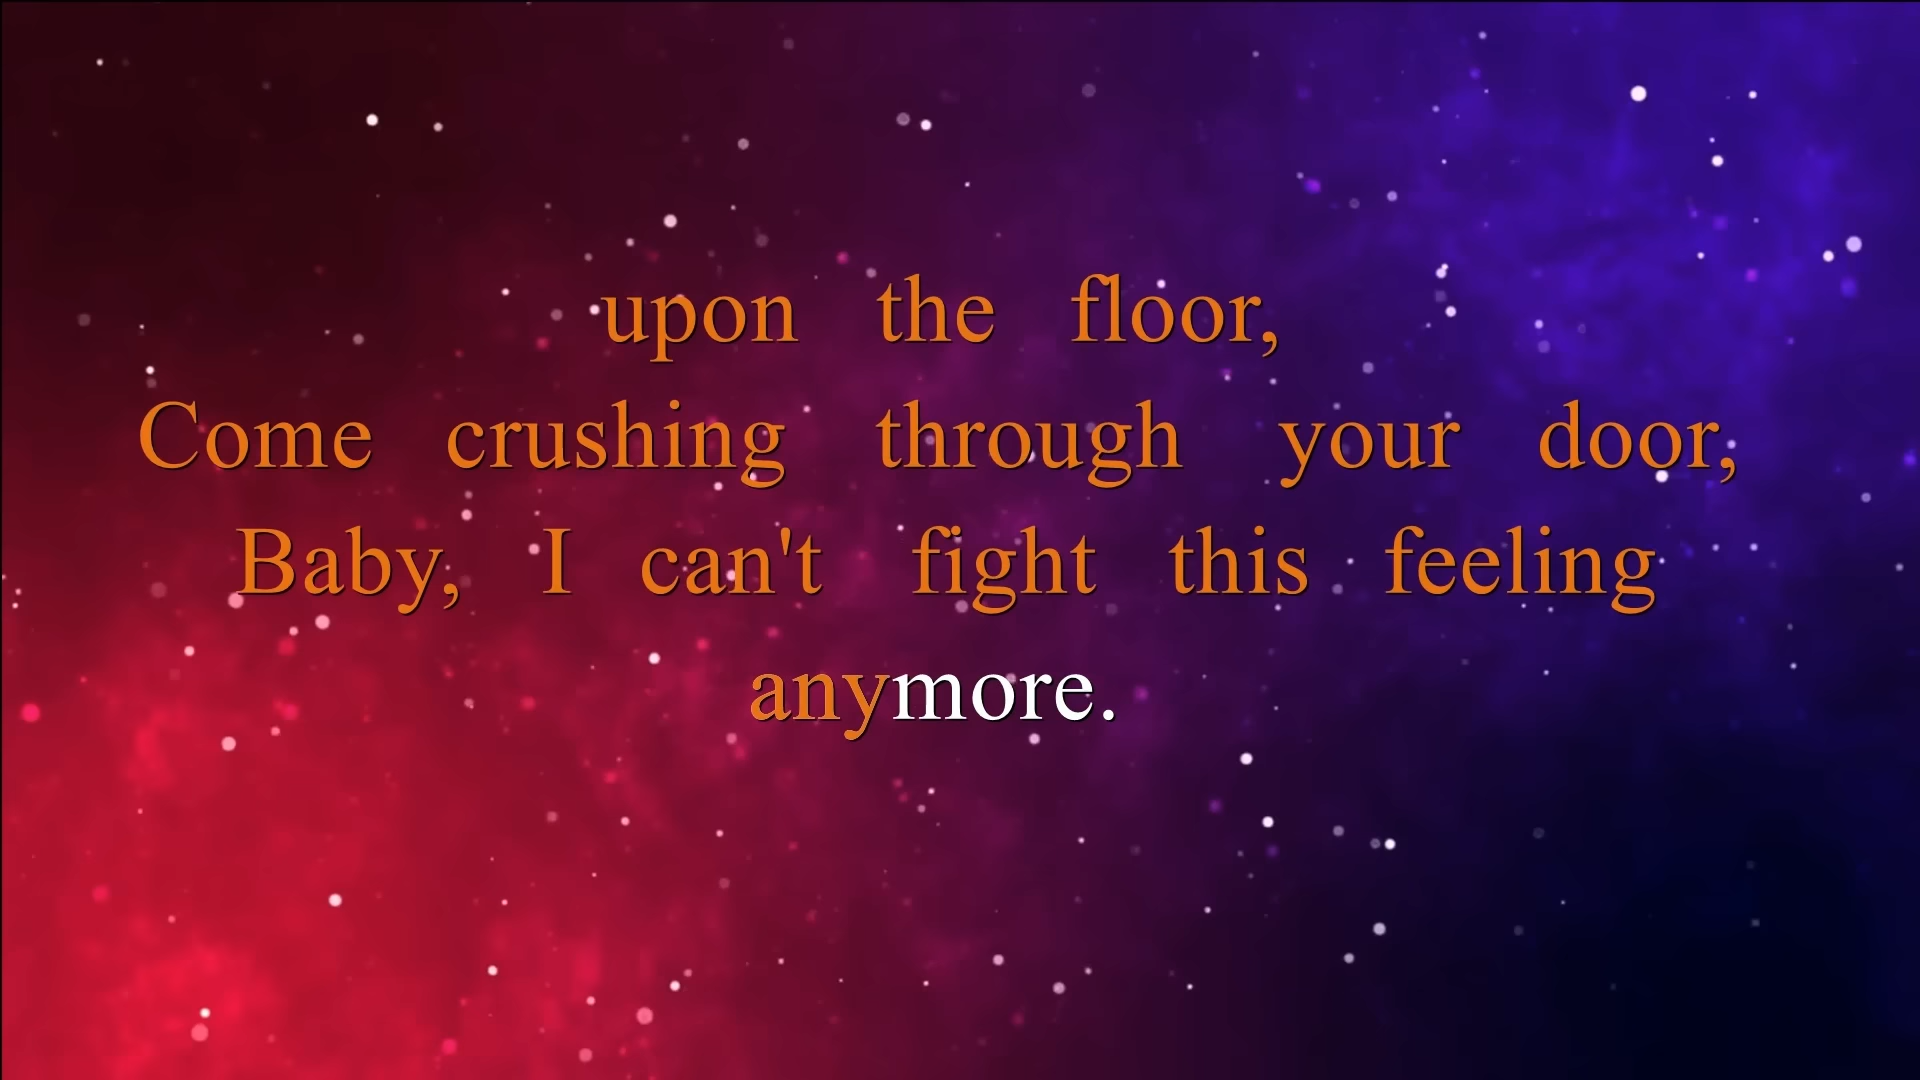 upon the floor,
Come crushing through your door,
Baby, I can't fight this feeling
anymore.